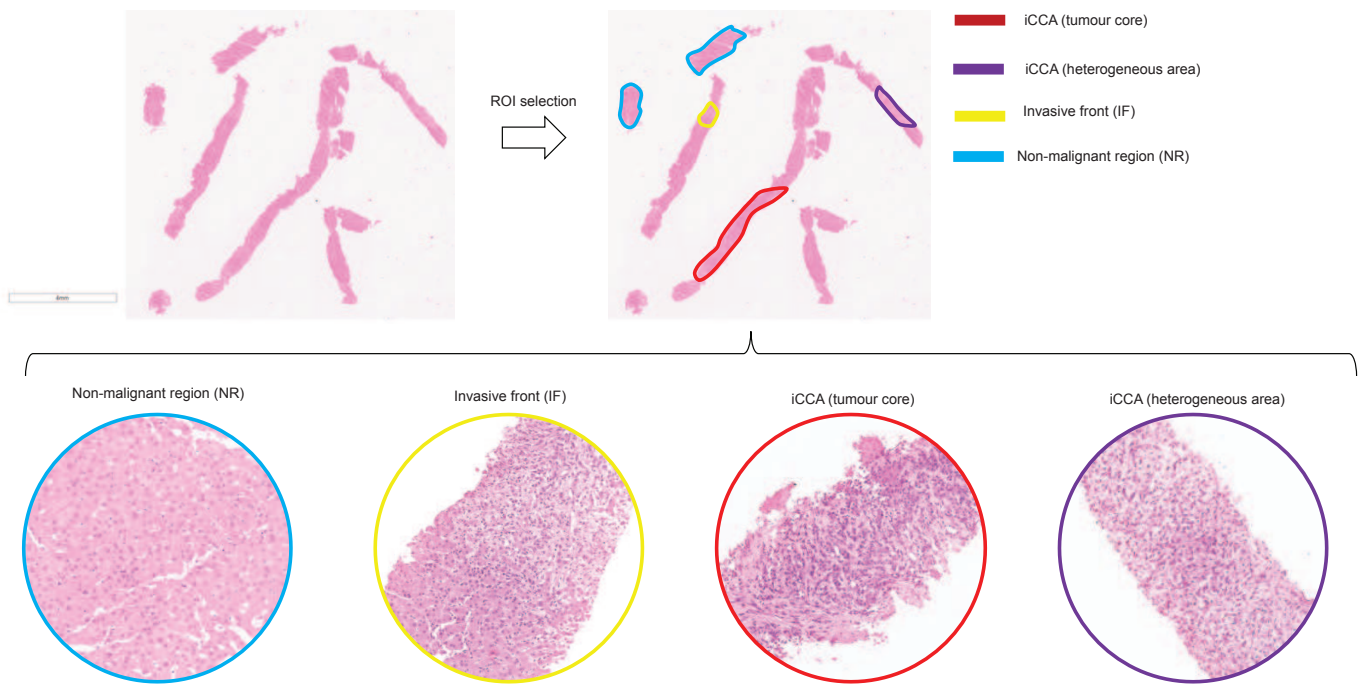 ROI selection
iCCA (tumour core)
iCCA (heterogeneous area)
Invasive front (IF)
Non-malignant region (NR)
4mm
Non-malignant region (NR)
Invasive front (IF)
iCCA (tumour core)
iCCA (heterogeneous area)